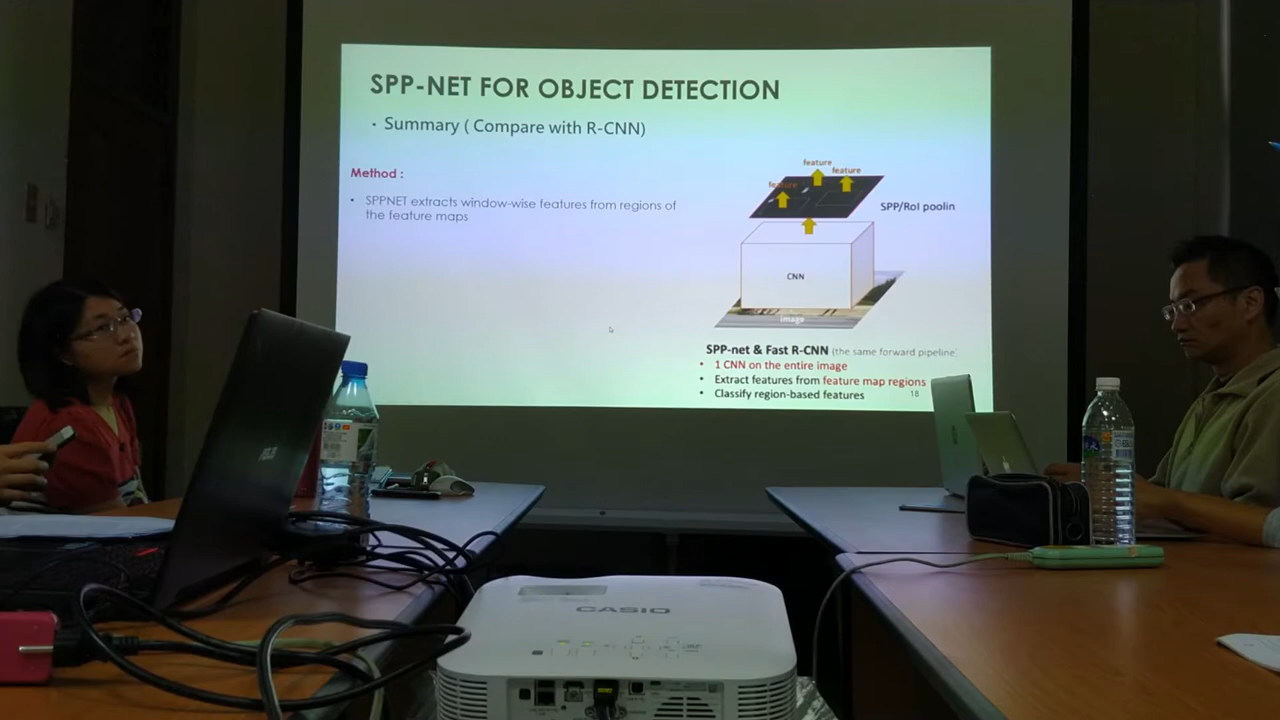 SPP-NET FOR OBJECT DETECTION
• Summary ( Compare with R-CNN)
Method :
• SPPNET extracts window-wise features from regions of
the feature maps
feature
feature
feature
SPP/RoI poolin
CNN
image
SPP-net & Fast R-CNN (the same forward pipeline
• 1 CNN on the entire image
• Extract features from feature map regions
• Classify region-based features
18
ASUS
CASIO